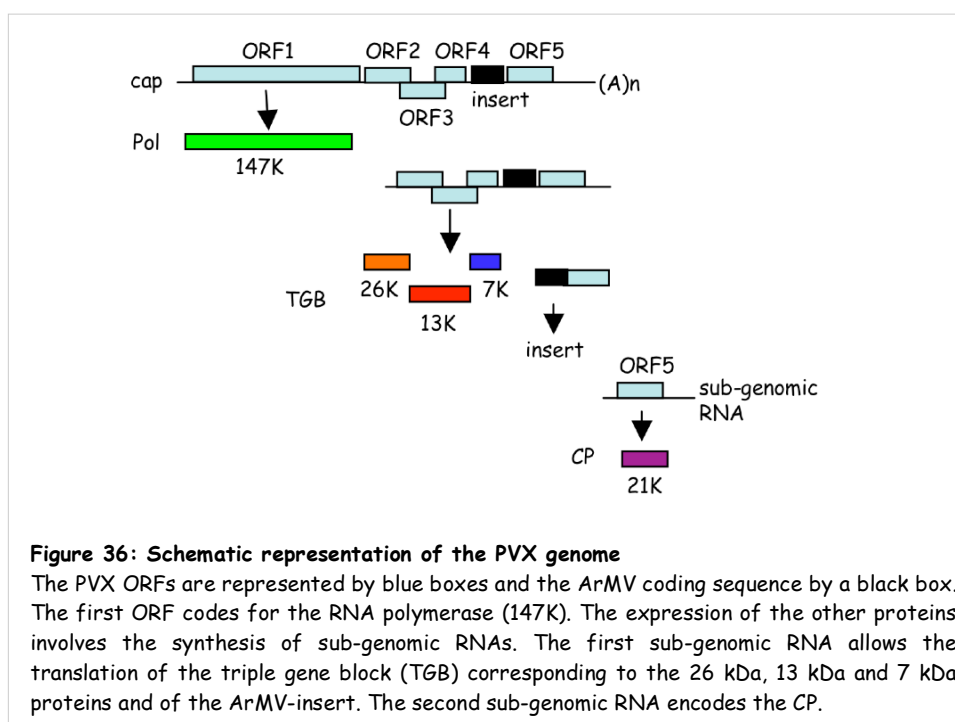 ORF1 ORF2 ORF4 ORF5
cap (A)n
insert
ORF3
Pol
147K
26K 7K
TGB
13K
insert
ORF5
sub-genomic
RNA
CP
21K
Figure 36: Schematic representation of the PVX genome
The PVX ORFs are represented by blue boxes and the ArMV coding sequence by a black box.
The first ORF codes for the RNA polymerase (147K). The expression of the other proteins
involves the synthesis of sub-genomic RNAs. The first sub-genomic RNA allows the
translation of the triple gene block (TGB) corresponding to the 26 kDa, 13 kDa and 7 kDa
proteins and of the ArMV-insert. The second sub-genomic RNA encodes the CP.